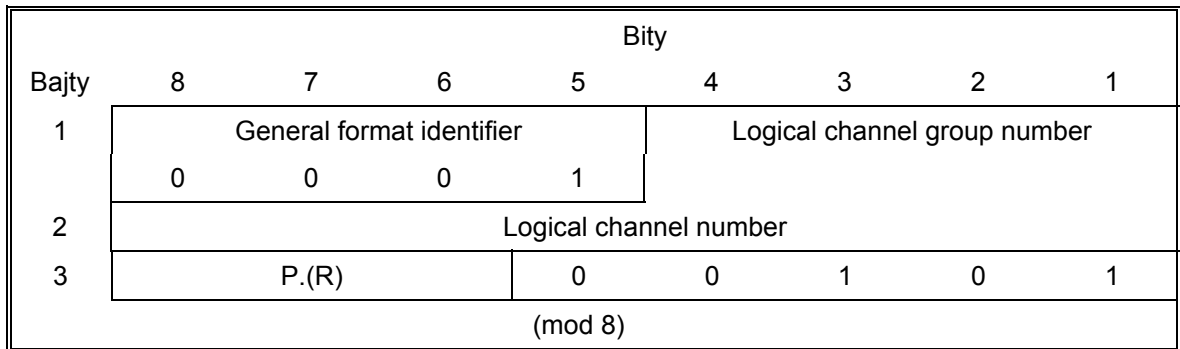 Bity
Bajty 8 7 6 5 4 3 2 1
1 General format identifier Logical channel group number
0 0 0 1
2 Logical channel number
3 P.(R) 0 0 1 0 1
(mod 8)